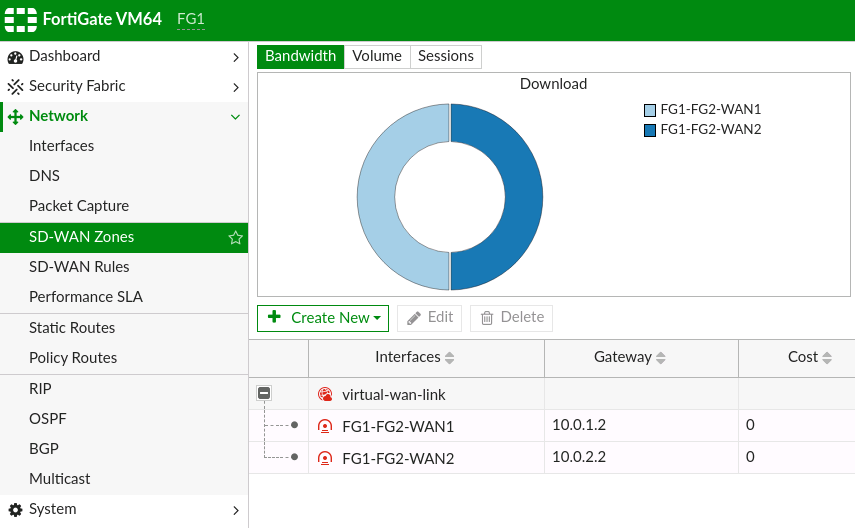 FortiGate VM64 FG1
Dashboard
Security Fabric
Network
Interfaces
DNS
Packet Capture
SD-WAN Zones
SD-WAN Rules
Performance SLA
Static Routes
Policy Routes
RIP
OSPF
BGP
Multicast
System
Bandwidth Volume Sessions
Download
FG1-FG2-WAN1
FG1-FG2-WAN2
Create New Edit Delete
Interfaces Gateway Cost
virtual-wan-link
FG1-FG2-WAN1 10.0.1.2 0
FG1-FG2-WAN2 10.0.2.2 0